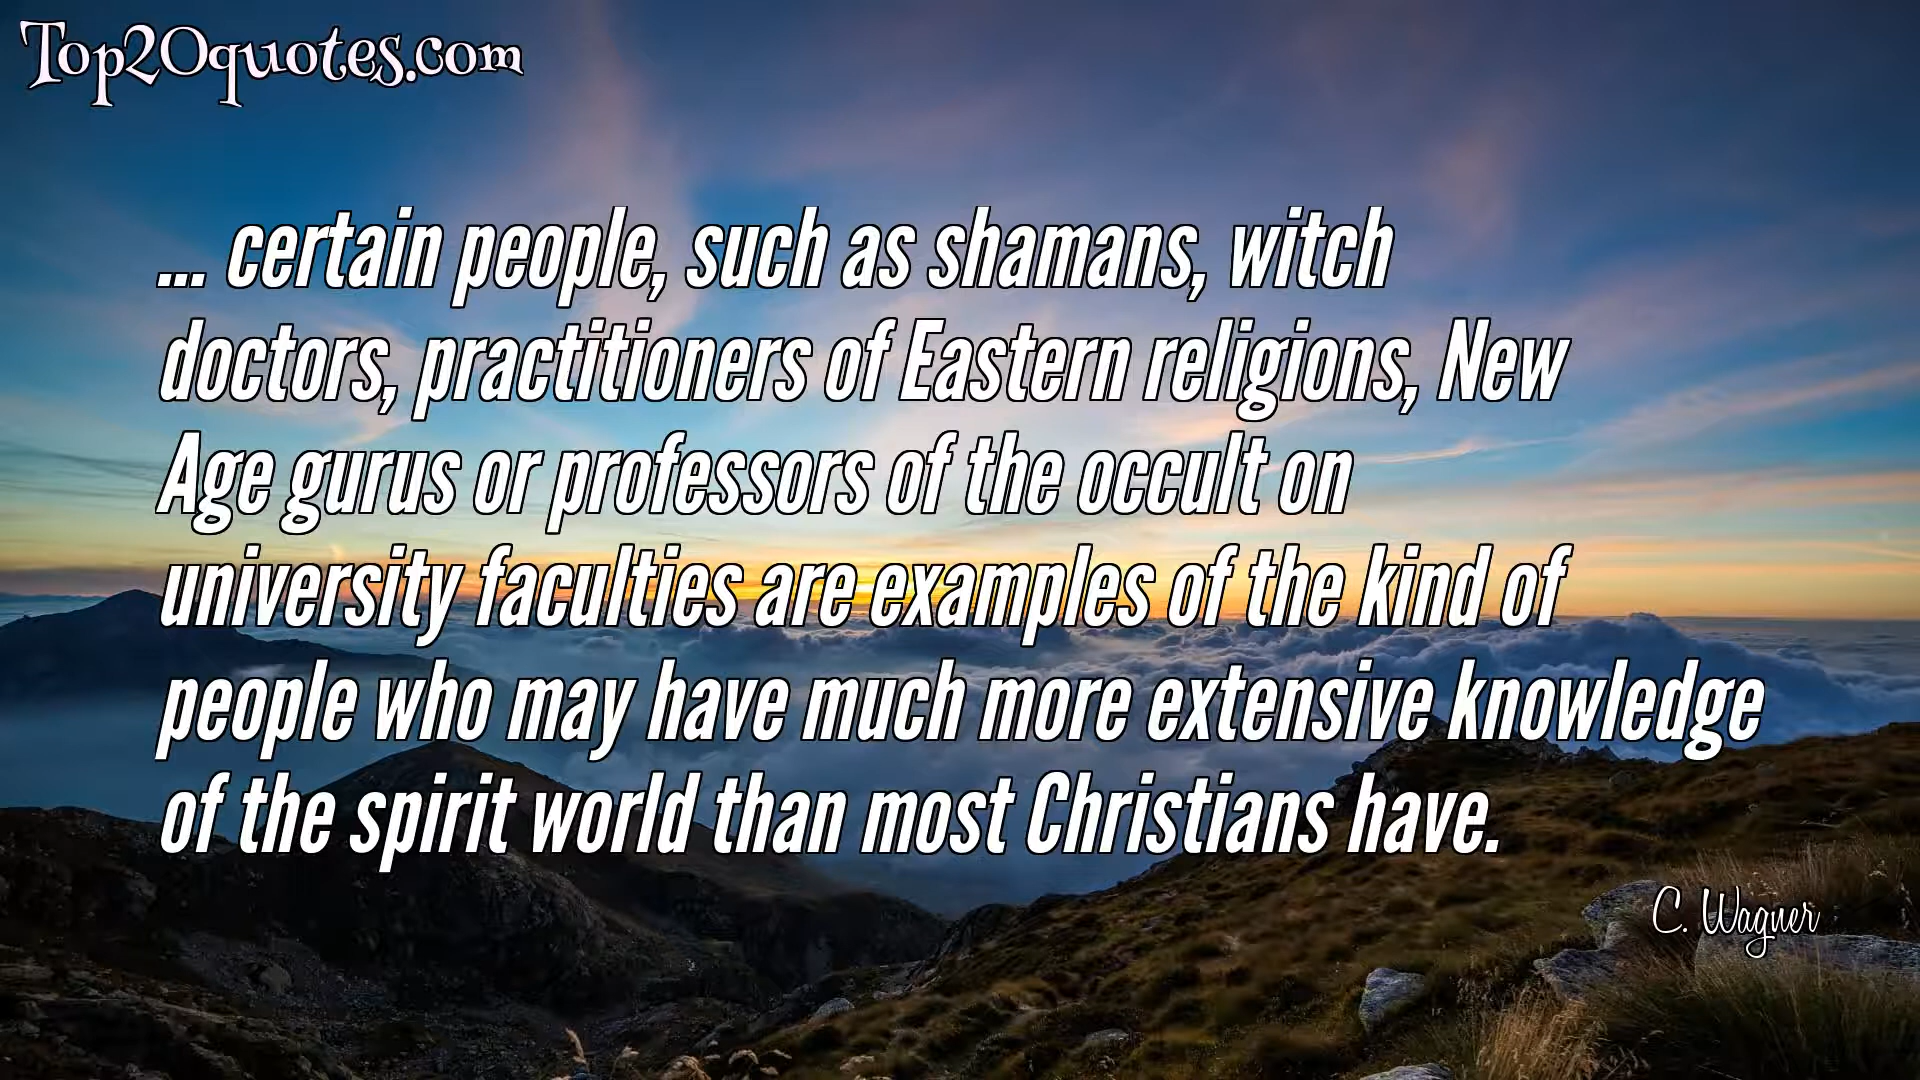 Top20quotes.com
... certain people, such as shamans, witch
doctors, practitioners of Eastern religions, New
Age gurus or professors of the occult on
university faculties are examples of the kind of
people who may have much more extensive knowledge
of the spirit world than most Christians have.
C. Wagner